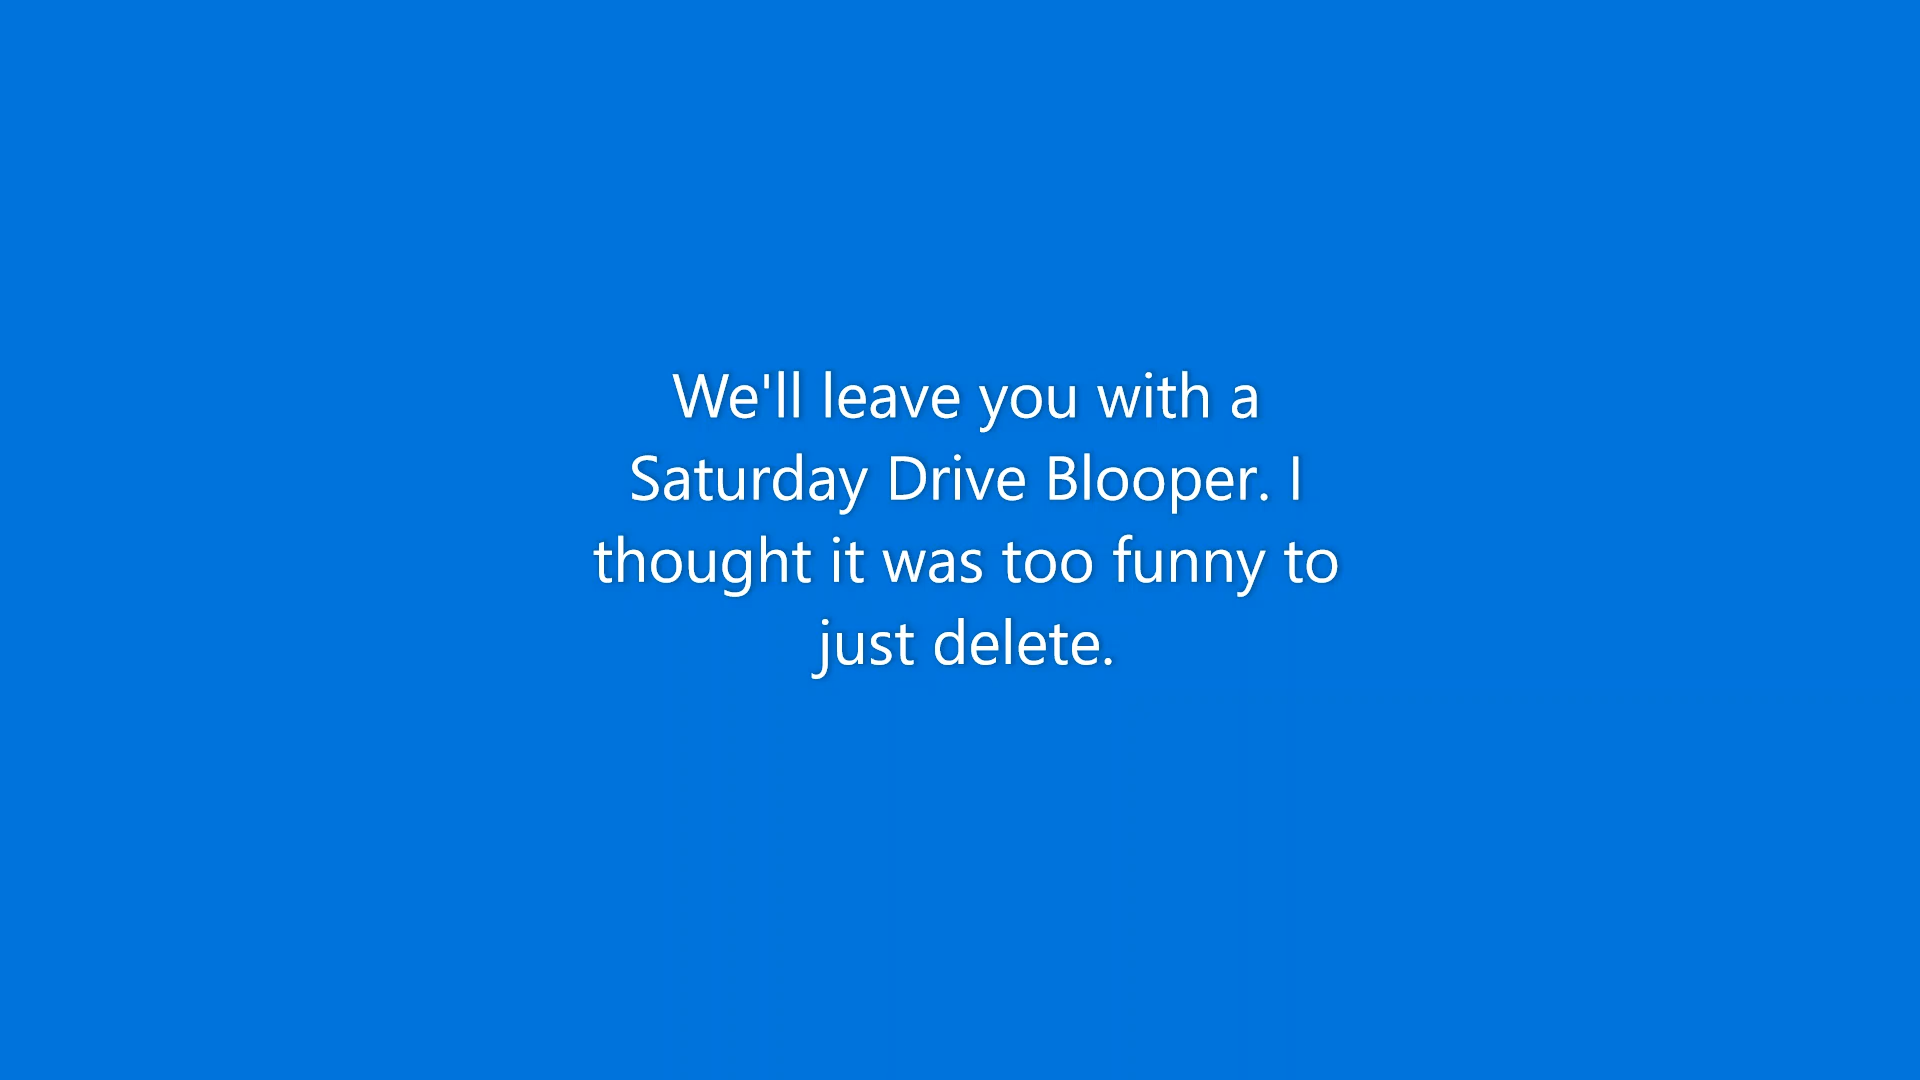 We'll leave you with a
Saturday Drive Blooper. I
thought it was too funny to
just delete.